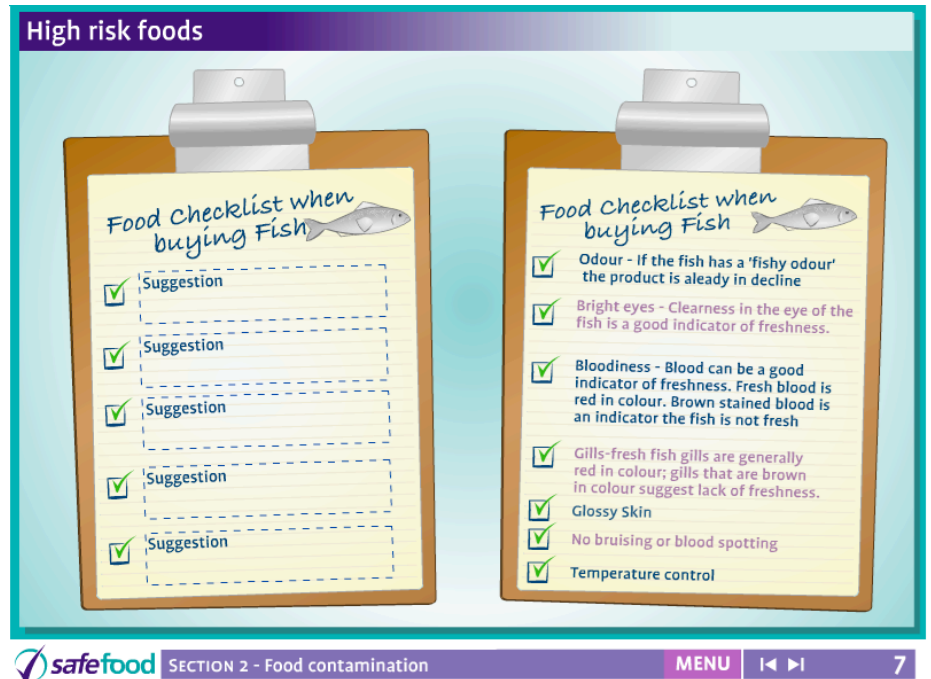 High risk foods
Food Checklist when
buying Fish
Suggestion
Suggestion
Suggestion
Suggestion
Suggestion
Food Checklist when
buying Fish
Odour - If the fish has a 'fishy odour'
the product is aleady in decline
Bright eyes - Clearness in the eye of the
fish is a good indicator of freshness.
Bloodiness - Blood can be a good
indicator of freshness. Fresh blood is
red in colour. Brown stained blood is
an indicator the fish is not fresh
Gills-fresh fish gills are generally
red in colour; gills that are brown
in colour suggest lack of freshness.
Glossy Skin
No bruising or blood spotting
Temperature control
safefood SECTION 2 - Food contamination MENU 7